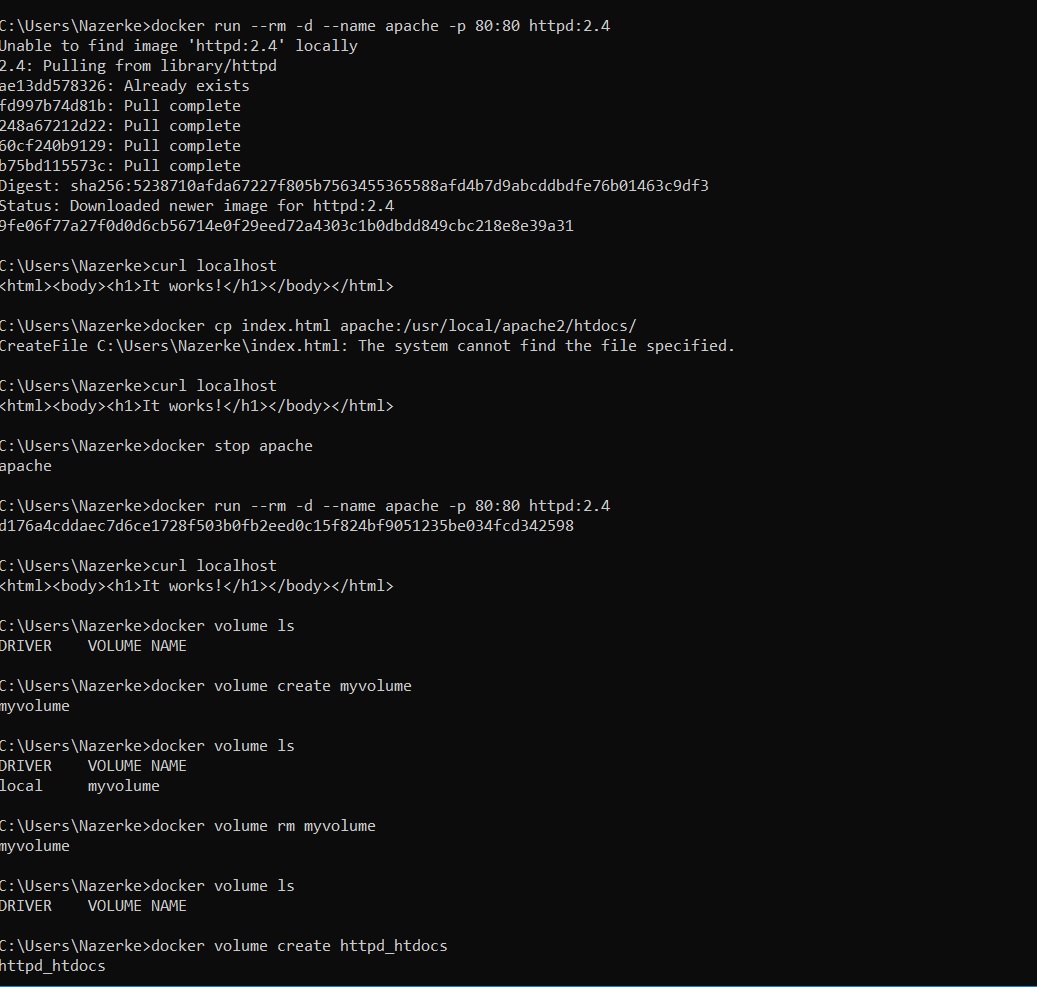 C:\Users\Nazerke>docker run --rm -d --name apache -p 80:80 httpd:2.4
Unable to find image 'httpd:2.4' locally
2.4: Pulling from library/httpd
ae13dd578326: Already exists
fd997b74d81b: Pull complete
248a67212d22: Pull complete
60cf240b9129: Pull complete
b75bd115573c: Pull complete
Digest: sha256:5238710afda67227f805b7563455365588afd4b7d9abcddbdfe76b01463c9df3
Status: Downloaded newer image for httpd:2.4
9fe06f77a27f0d0d6cb56714e0f29eed72a4303c1b0dbdd849cbc218e8e39a31
C:\Users\Nazerke>curl localhost
<html><body><h1>It works!</h1></body></html>
C:\Users\Nazerke>docker cp index.html apache:/usr/local/apache2/htdocs/
CreateFile C:\Users\Nazerke\index.html: The system cannot find the file specified.
C:\Users\Nazerke>curl localhost
<html><body><h1>It works!</h1></body></html>
C:\Users\Nazerke>docker stop apache
apache
C:\Users\Nazerke>docker run --rm -d --name apache -p 80:80 httpd:2.4
d176a4cddaec7d6ce1728f503b0fb2eed0c15f824bf9051235be034fcd342598
C:\Users\Nazerke>curl localhost
<html><body><h1>It works!</h1></body></html>
C:\Users\Nazerke>docker volume ls
DRIVER    VOLUME NAME
C:\Users\Nazerke>docker volume create myvolume
myvolume
C:\Users\Nazerke>docker volume ls
DRIVER    VOLUME NAME
local     myvolume
C:\Users\Nazerke>docker volume rm myvolume
myvolume
C:\Users\Nazerke>docker volume ls
DRIVER    VOLUME NAME
C:\Users\Nazerke>docker volume create httpd_htdocs
httpd_htdocs